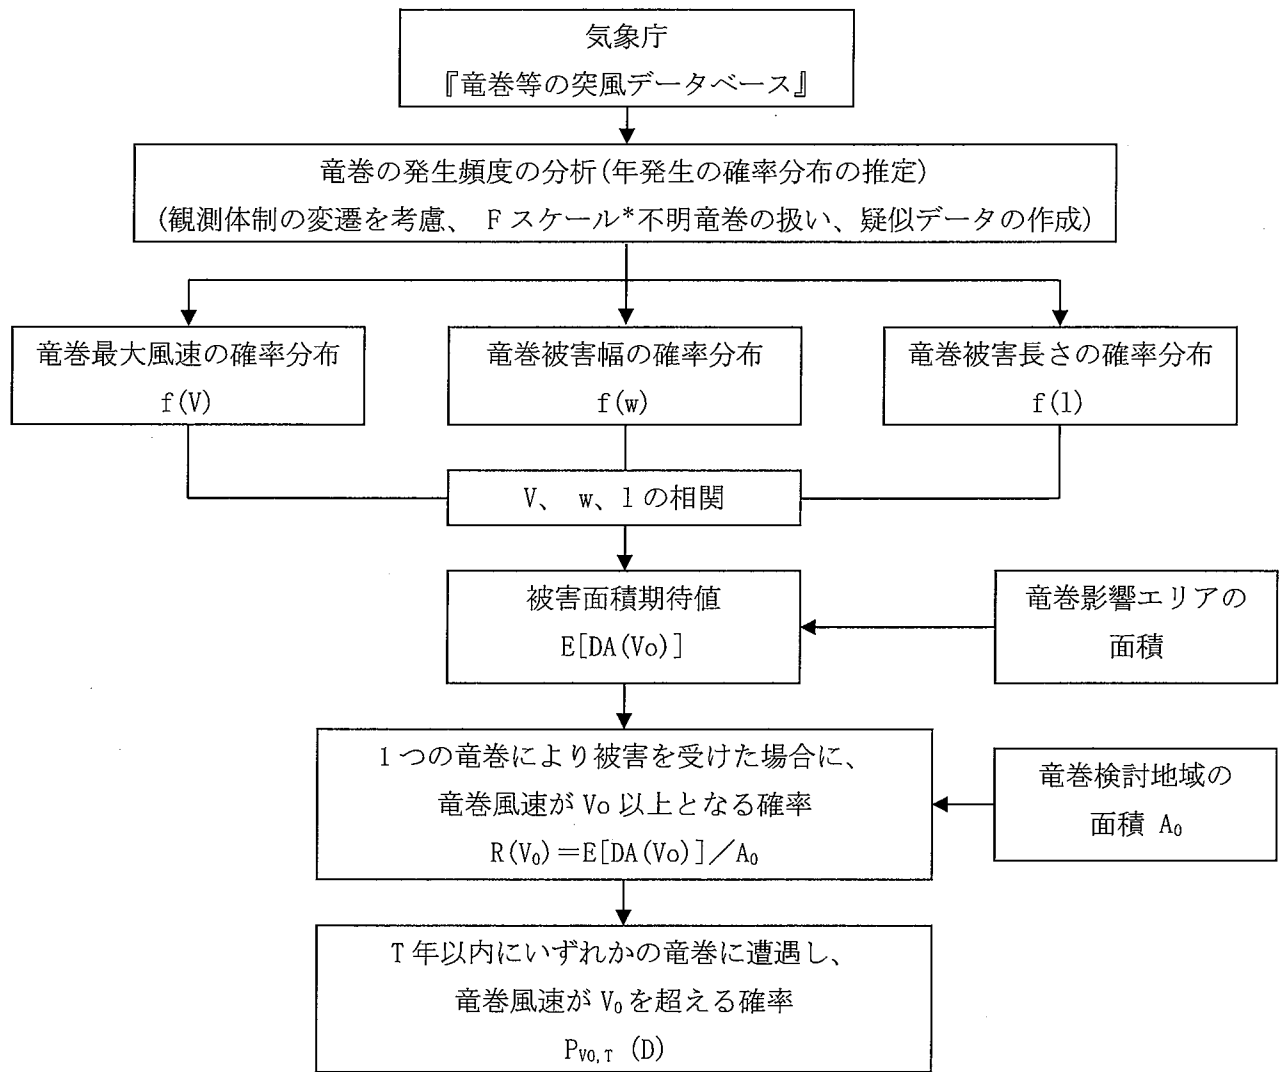 気象庁
『竜巻等の突風データベース』
竜巻の発生頻度の分析(年発生の確率分布の推定)
(観測体制の変遷を考慮、 Fスケール*不明竜巻の扱い、疑似データの作成)
竜巻最大風速の確率分布
f(V)
竜巻被害幅の確率分布
f(w)
竜巻被害長さの確率分布
f(l)
V、 w、lの相関
被害面積期待値
E[DA(Vo)]
竜巻影響エリアの
面積
1つの竜巻により被害を受けた場合に、
竜巻風速がVo以上となる確率
R(V₀)=E[DA(Vo)]/A₀
竜巻検討地域の
面積 A₀
T年以内にいずれかの竜巻に遭遇し、
竜巻風速がV₀を超える確率
P_{V0,T} (D)